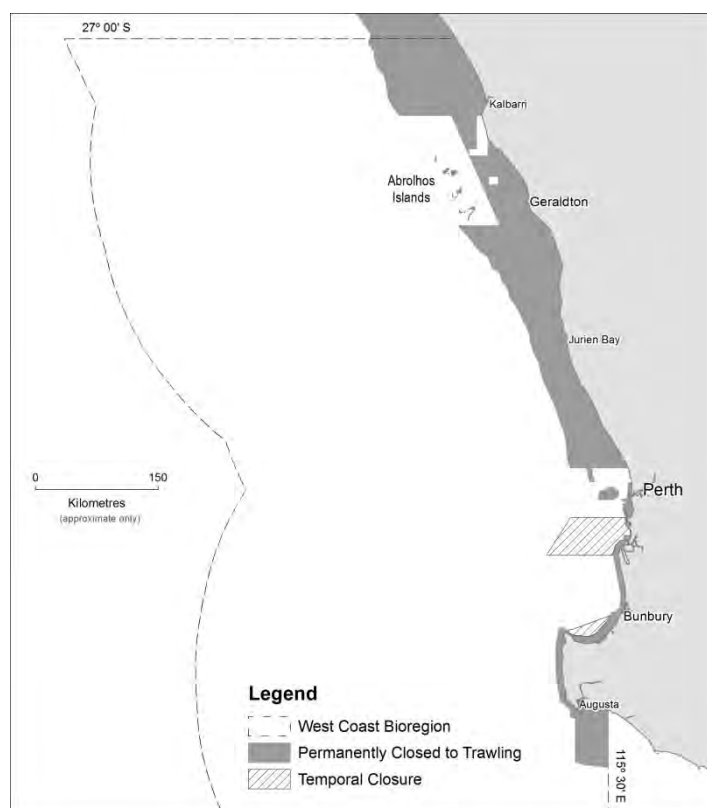 27° 00' S
Kalbarri
Abrolhos
Islands
Geraldton
Jurien Bay
0 150
Kilometres
(approximate only)
Perth
Bunbury
Augusta
115° 30' E
Legend
West Coast Bioregion
Permanently Closed to Trawling
Temporal Closure